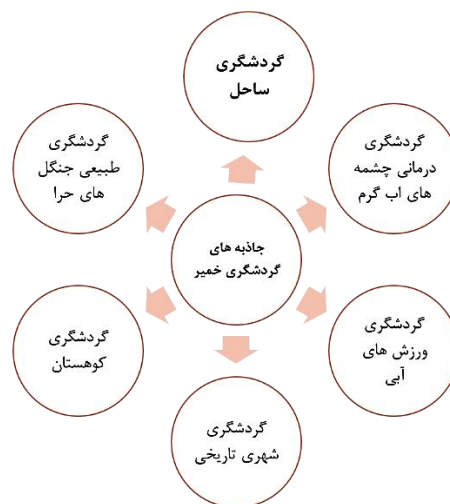 گردشگری
ساحل
گردشگری
درمانی چشمه
های اب گرم
گردشگری
ورزش های
آبی
گردشگری
شهری تاریخی
گردشگری
کوهستان
گردشگری
طبیعی جنگل
های حرا
جاذبه های
گردشگری خمیر